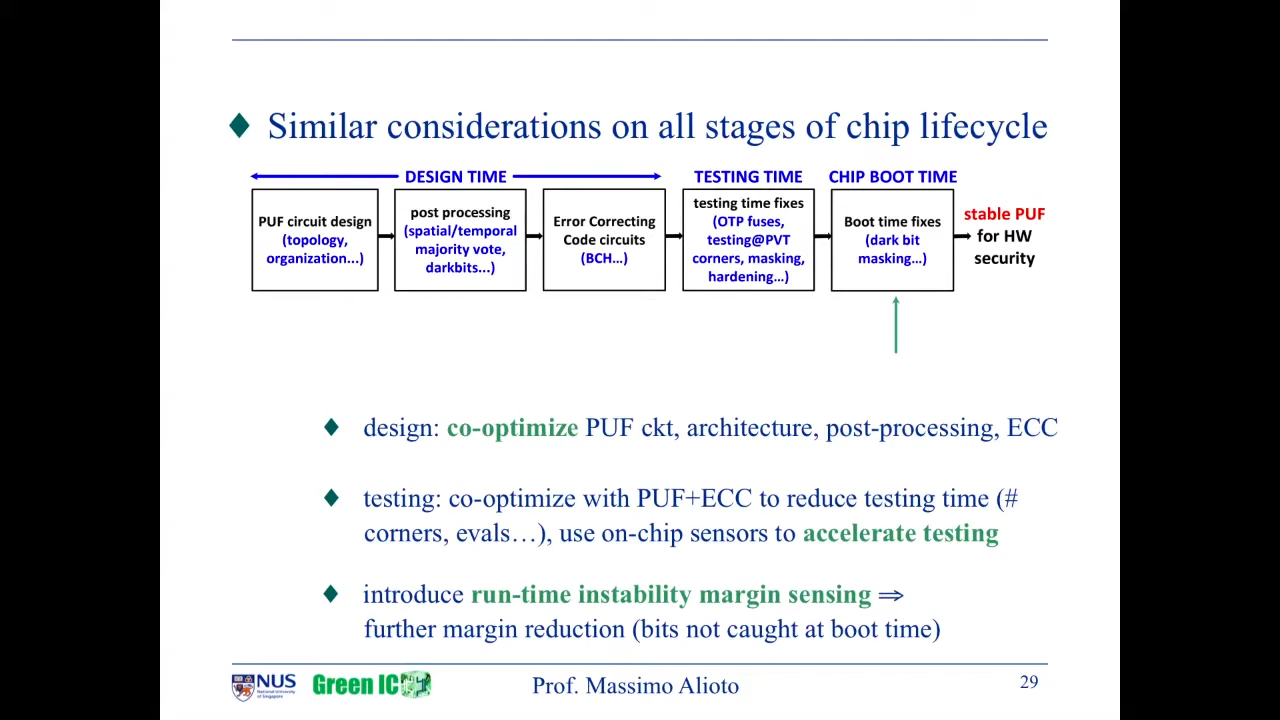 Similar considerations on all stages of chip lifecycle
DESIGN TIME
TESTING TIME
CHIP BOOT TIME
PUF circuit design
(topology,
organization...)
post processing
(spatial/temporal
majority vote,
darkbits...)
Error Correcting
Code circuits
(BCH...)
testing time fixes
(OTP fuses,
testing@PVT
corners, masking,
hardening...)
Boot time fixes
(dark bit
masking...)
stable PUF
for HW
security
design: co-optimize PUF ckt, architecture, post-processing, ECC
testing: co-optimize with PUF+ECC to reduce testing time (#
corners, evals…), use on-chip sensors to accelerate testing
introduce run-time instability margin sensing ⇒
further margin reduction (bits not caught at boot time)
NUS
National University
of Singapore
Green IC
Prof. Massimo Alioto
29